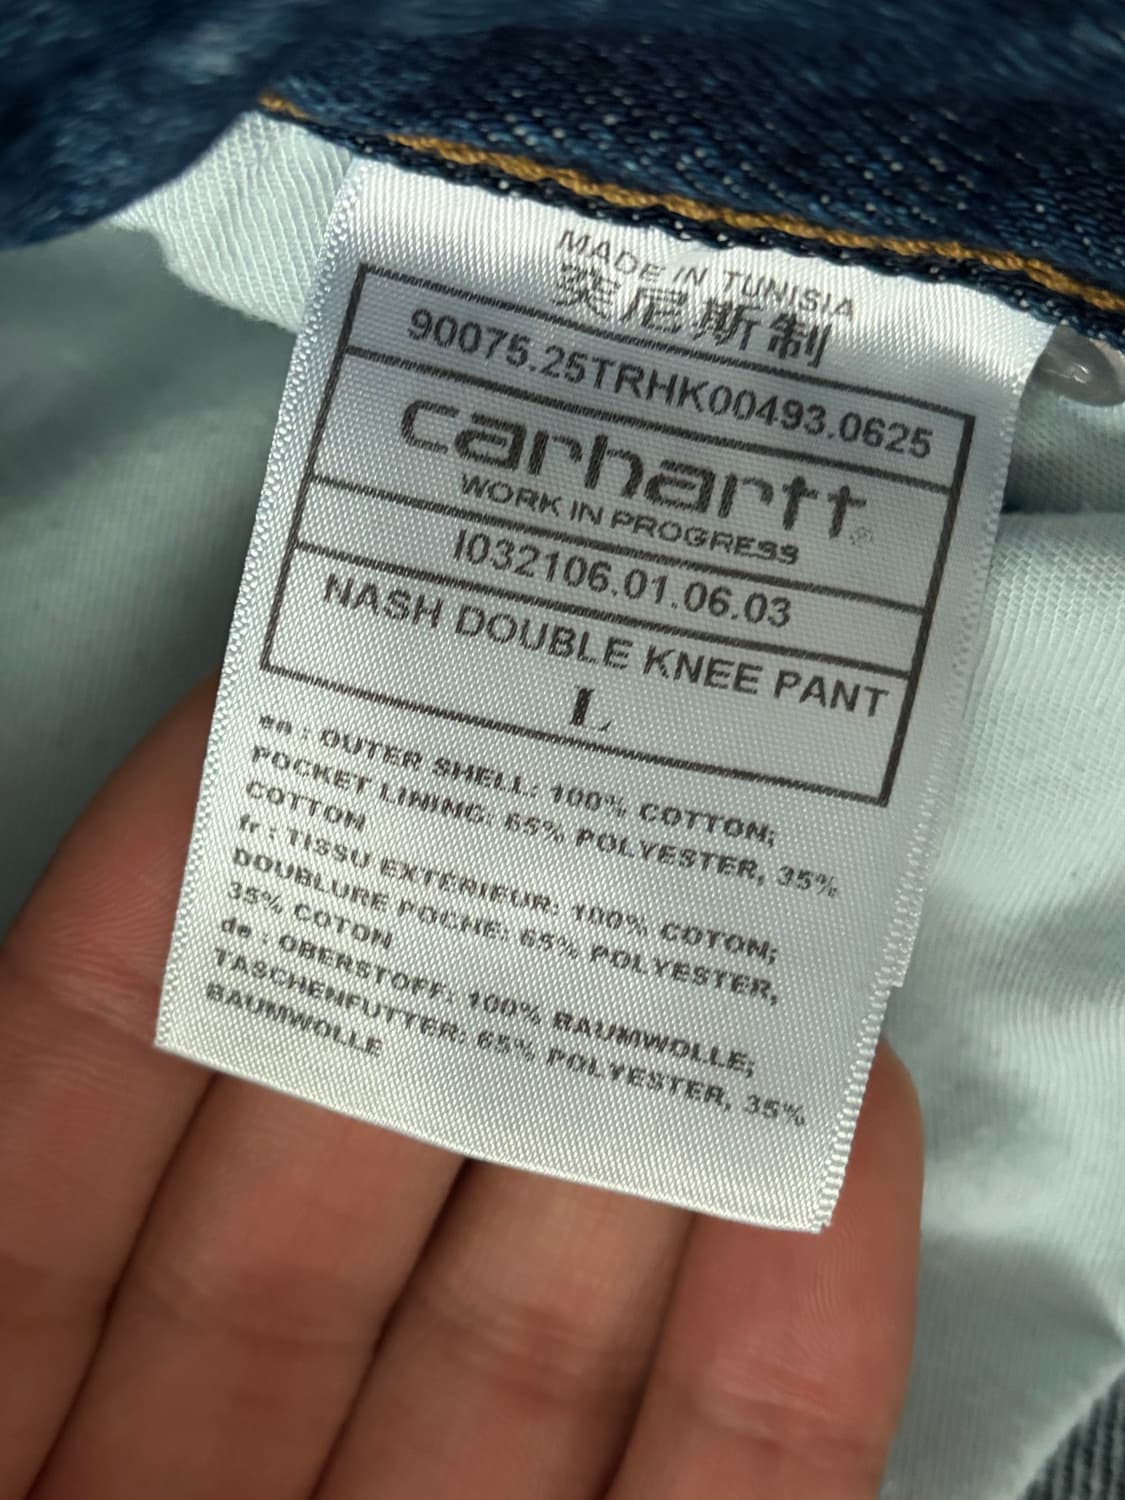 MADE IN TUNISIA
突尼斯制
90075.25TRHK00493.0625
carhartt®
WORK IN PROGRESS
I032106.01.06.03
NASH DOUBLE KNEE PANT
L
en : OUTER SHELL: 100% COTTON;
POCKET LINING: 65% POLYESTER, 35%
COTTON
fr : TISSU EXTERIEUR: 100% COTON;
DOUBLURE POCHE: 65% POLYESTER,
35% COTON
de : OBERSTOFF: 100% BAUMWOLLE;
TASCHENFUTTER: 65% POLYESTER, 35%
BAUMWOLLE